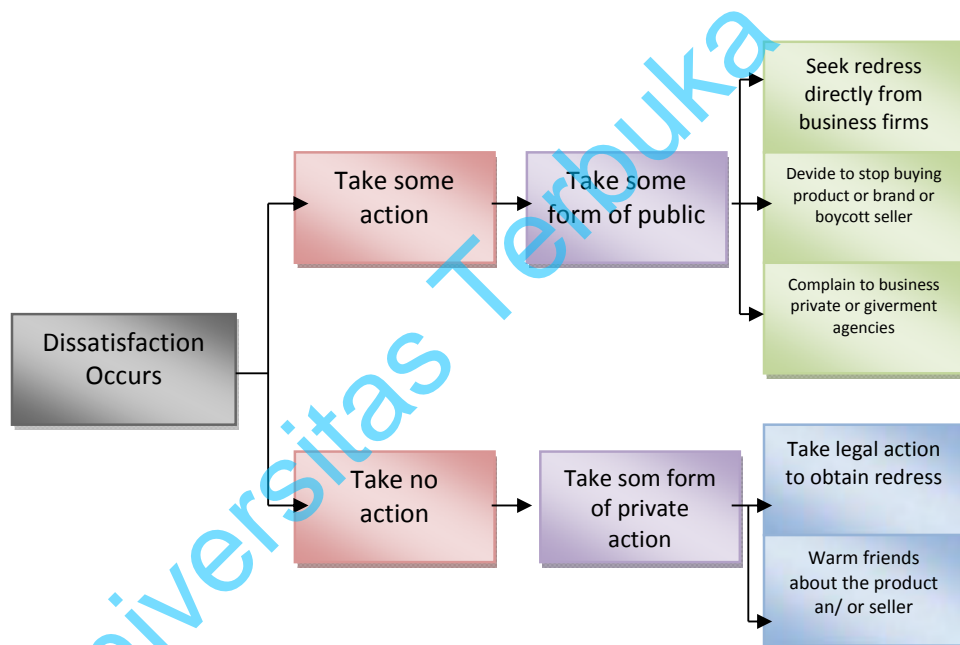 Dissatisfaction
Occurs
Take some
action
Take some
form of public
Seek redress
directly from
business firms
Devide to stop buying
product or brand or
boycott seller
Complain to business
private or giverment
agencies
Take no
action
Take som form
of private
action
Take legal action
to obtain redress
Warm friends
about the product
an/ or seller
iversitas Terbuka